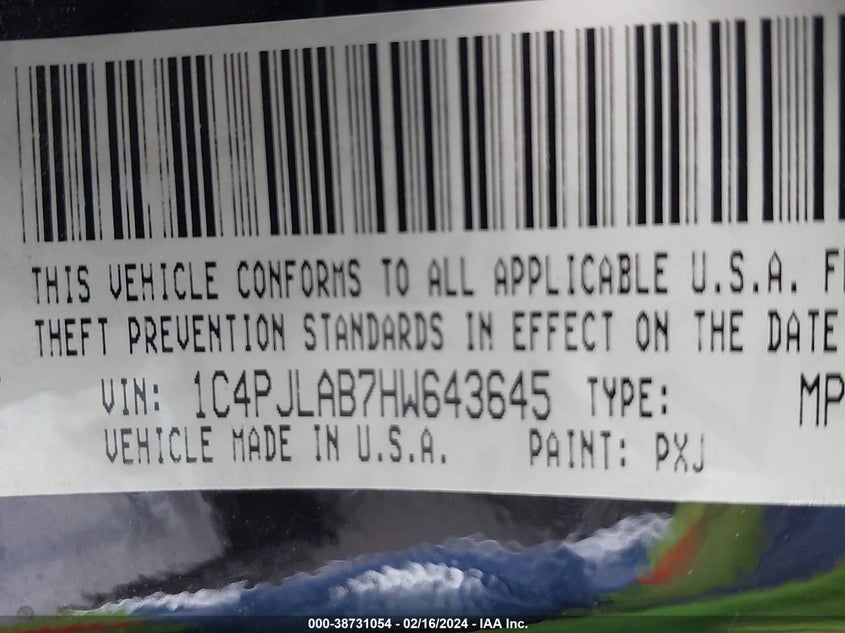 THIS VEHICLE CONFORMS TO ALL APPLICABLE U.S.A.
THEFT PREVENTION STANDARDS IN EFFECT ON THE DATE
VIN: 1C4PJLAB7HW643645 TYPE: MP
VEHICLE MADE IN U.S.A. PAINT: PXJ
000-38731054 - 02/16/2024 - IAA Inc.